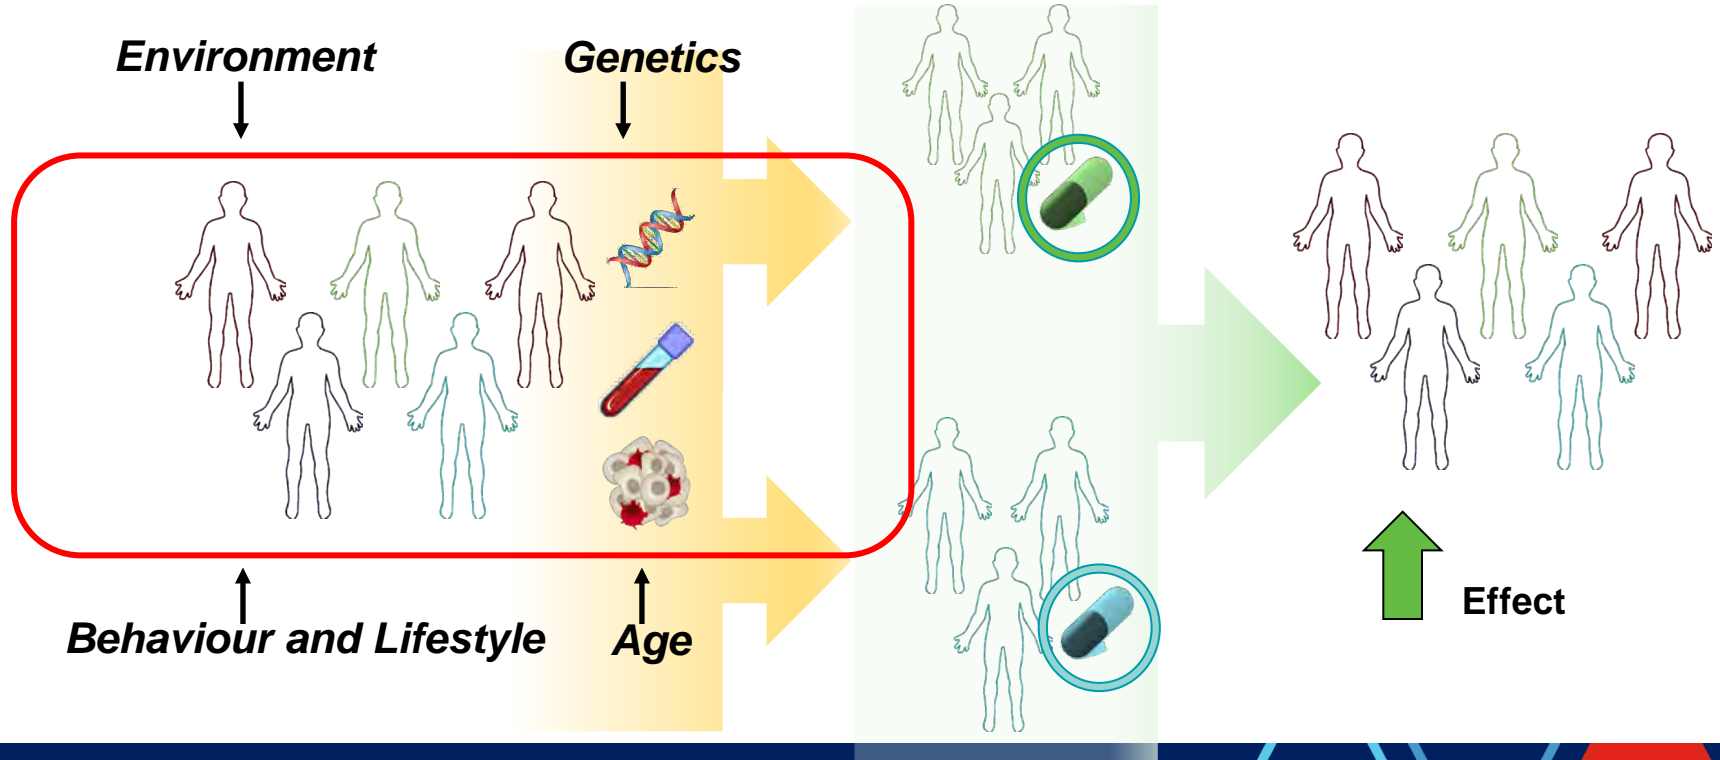 Environment
Genetics
Behaviour and Lifestyle
Age
Effect